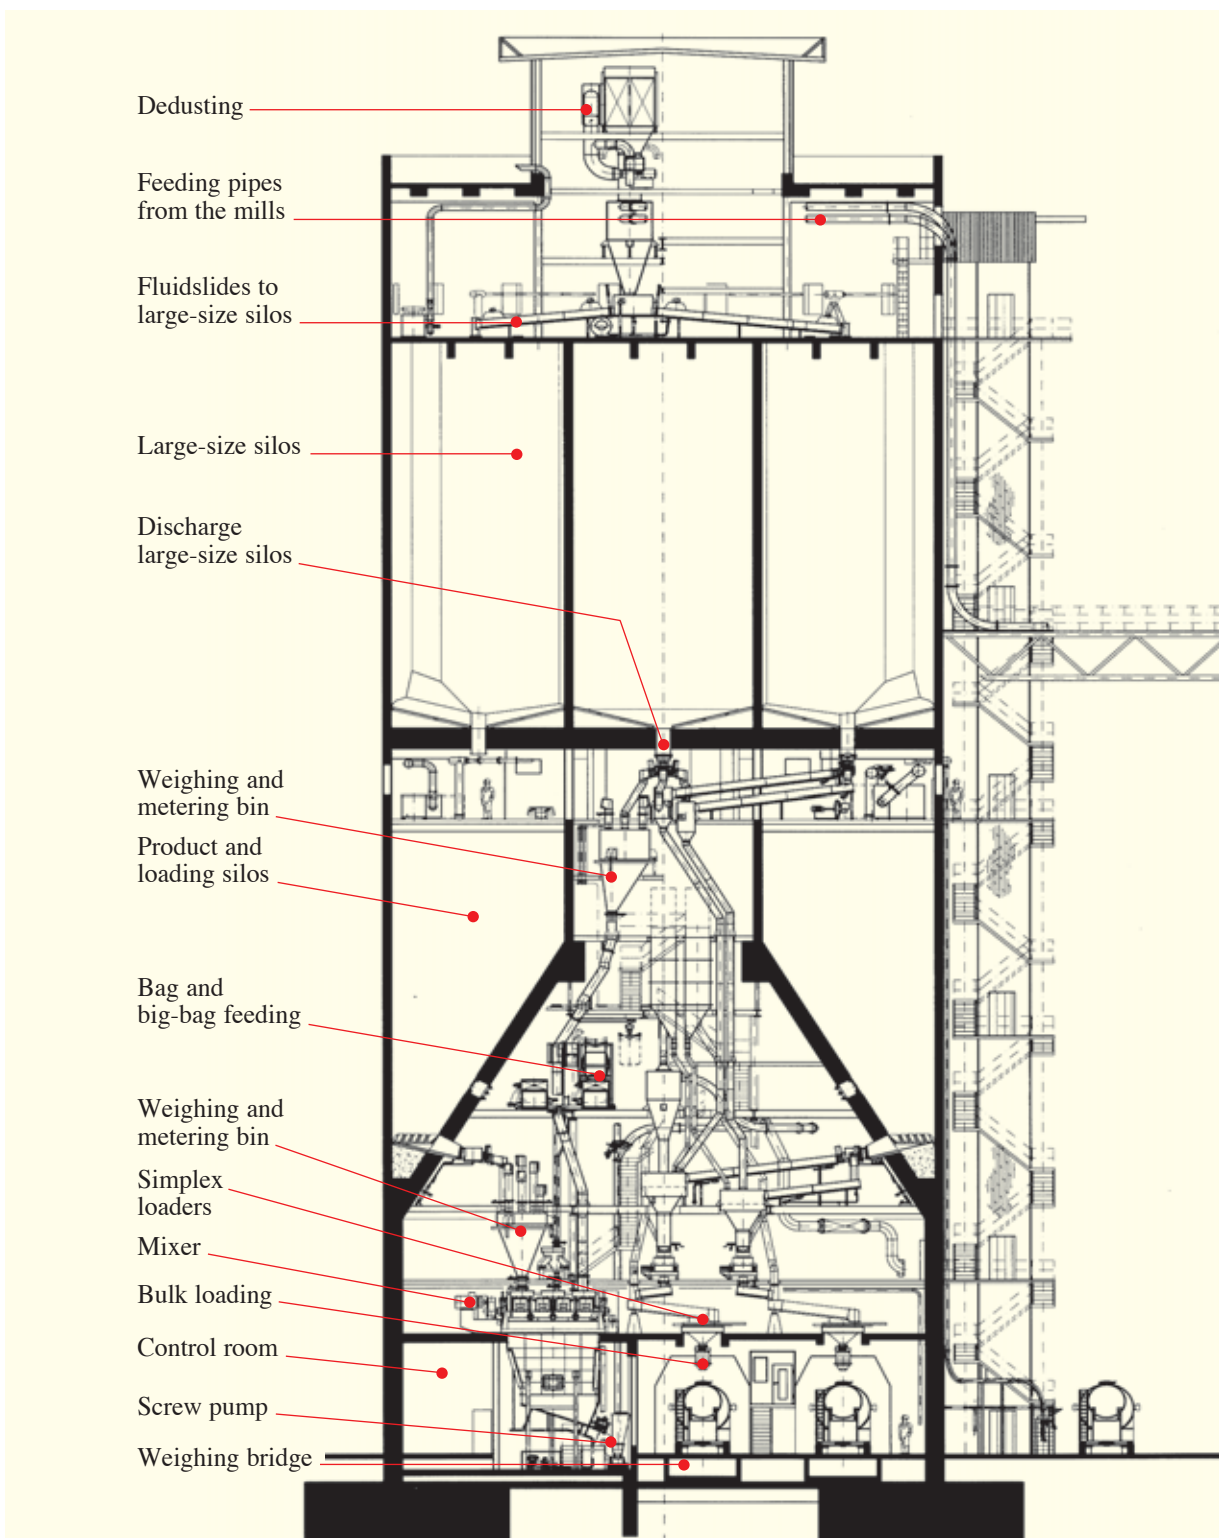 Dedusting
Feeding pipes
from the mills
Fluidslides to
large-size silos
Large-size silos
Discharge
large-size silos
Weighing and
metering bin
Product and
loading silos
Bag and
big-bag feeding
Weighing and
metering bin
Simplex
loaders
Mixer
Bulk loading
Control room
Screw pump
Weighing bridge